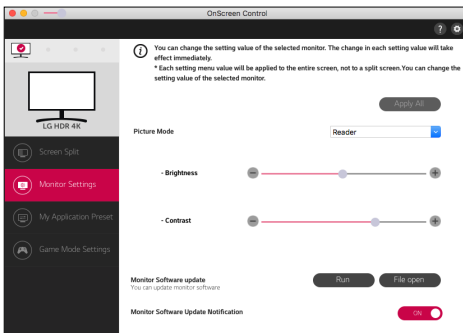 OnScreen Control
?
i
You can change the setting value of the selected monitor. The change in each setting value will take
effect immediately.
* Each setting menu value will be applied to the entire screen, not to a split screen.You can change the
setting value of the selected monitor.
Apply All
LG HDR 4K
Picture Mode
Reader
Screen Split
- Brightness
Monitor Settings
My Application Preset
- Contrast
Game Mode Settings
Monitor Software update
You can update monitor software
Run
File open
Monitor Software Update Notification
ON